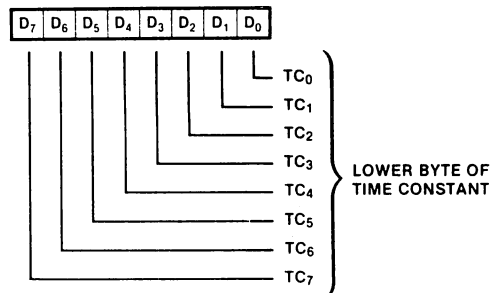 D7 D6 D5 D4 D3 D2 D1 D0
TC0
TC1
TC2
TC3
TC4
TC5
TC6
TC7
LOWER BYTE OF
TIME CONSTANT